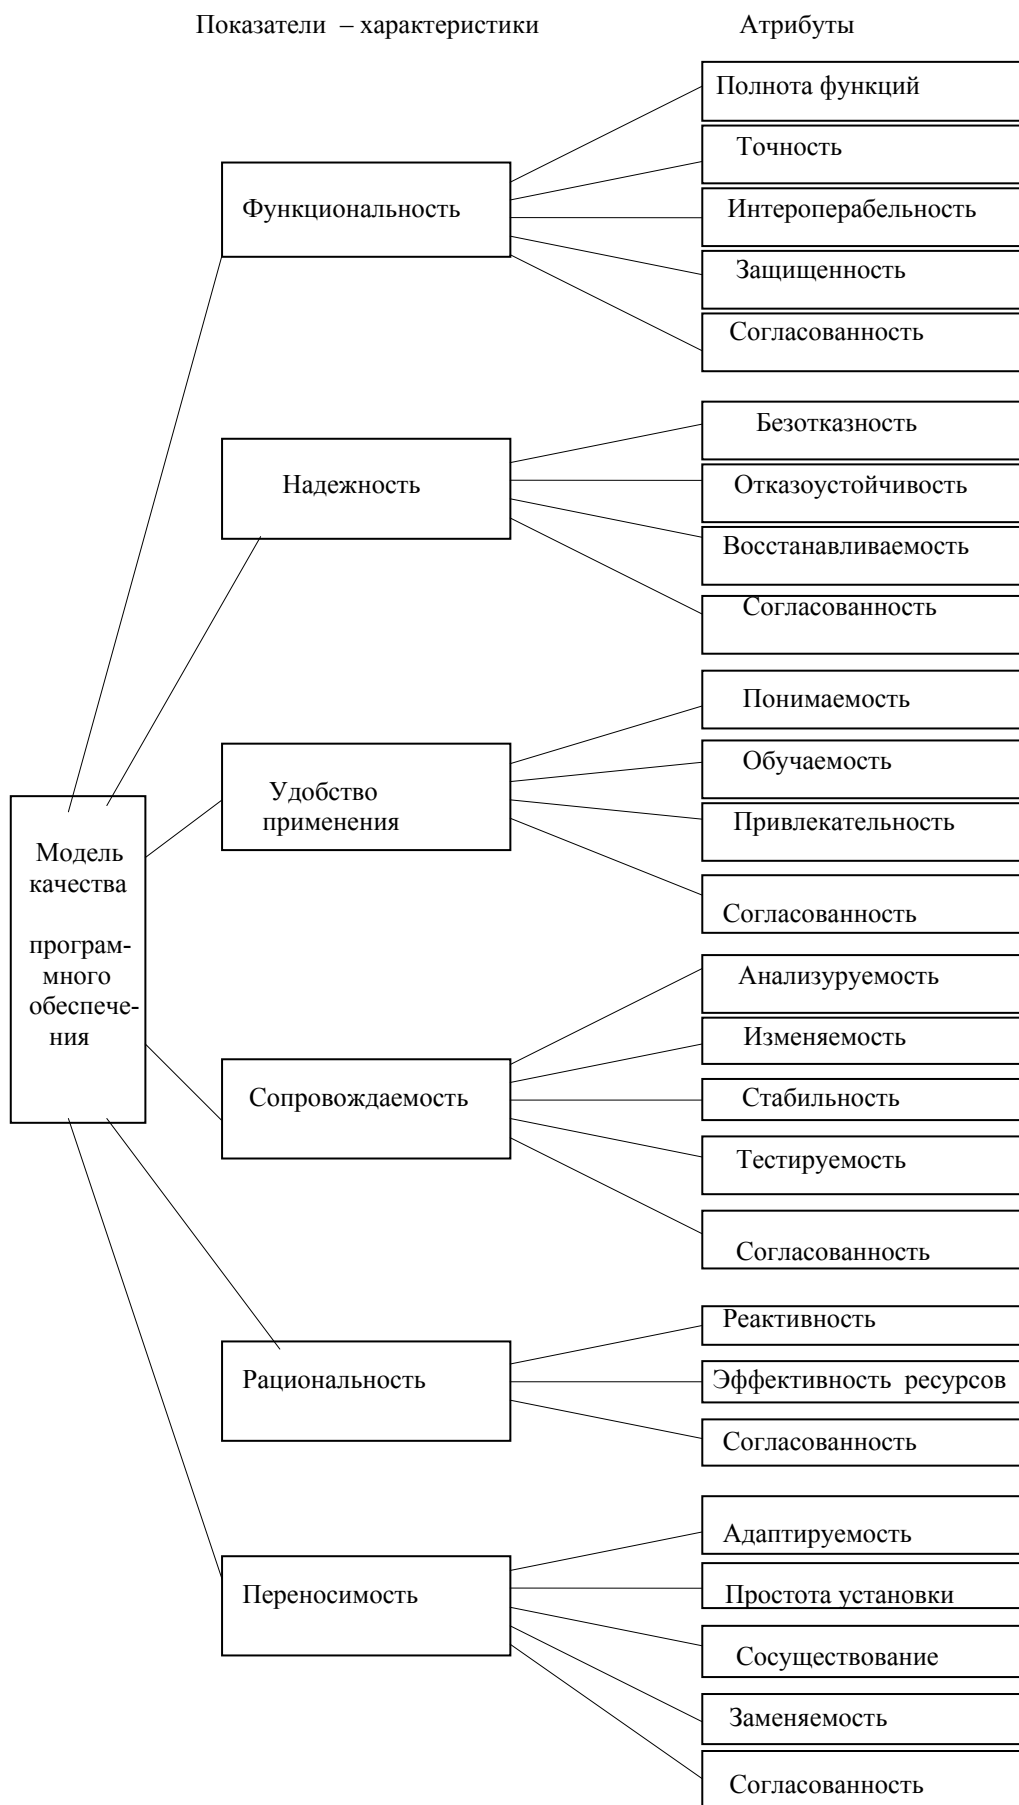 Показатели – характеристики
Атрибуты
Функциональность
Полнота функций
Точность
Интероперабельность
Защищенность
Согласованность
Надежность
Безотказность
Отказоустойчивость
Восстанавливаемость
Согласованность
Модель
качества
програм-
много
обеспече-
ния
Удобство
применения
Понимаемость
Обучаемость
Привлекательность
Согласованность
Сопровождаемость
Анализуруемость
Изменяемость
Стабильность
Тестируемость
Согласованность
Рациональность
Реактивность
Эффективность ресурсов
Согласованность
Переносимость
Адаптируемость
Простота установки
Сосуществование
Заменяемость
Согласованность